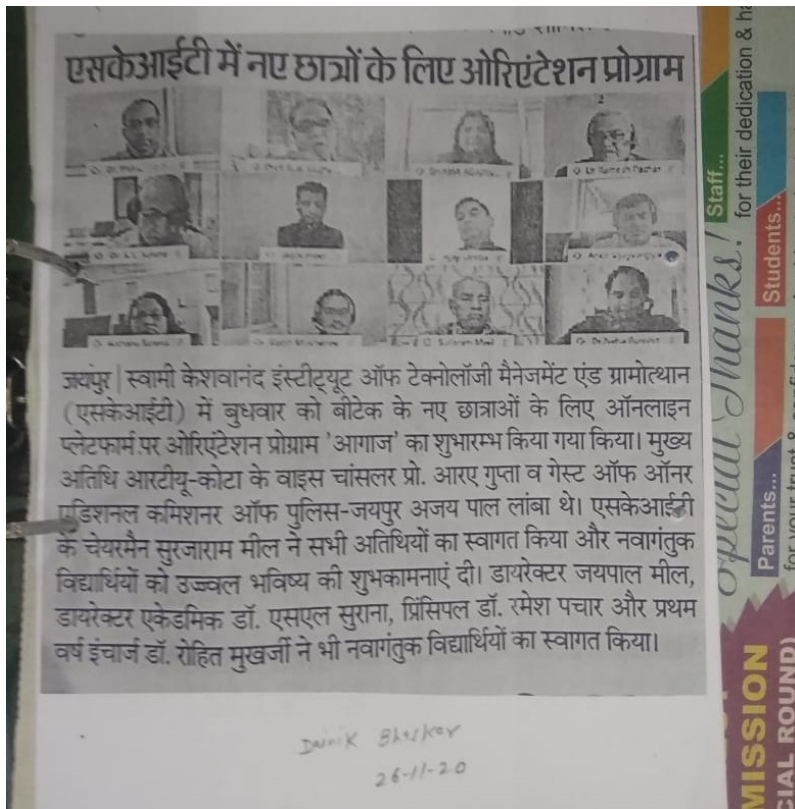 एसकेआईटी में नए छात्रों के लिए ओरिएंटेशन प्रोग्राम
जयपुर | स्वामी केशवानंद इंस्टीट्यूट ऑफ टेक्नोलॉजी मैनेजमेंट एंड ग्रामोत्थान
(एसकेआईटी) में बुधवार को बीटेक के नए छात्राओं के लिए ऑनलाइन
प्लेटफार्म पर ओरिएंटेशन प्रोग्राम 'आगाज' का शुभारम्भ किया गया किया। मुख्य
अतिथि आरटीयू-कोटा के वाइस चांसलर प्रो. आरए गुप्ता व गेस्ट ऑफ ऑनर
एडिशनल कमिशनर ऑफ पुलिस-जयपुर अजय पाल लांबा थे। एसकेआईटी
के चेयरमैन सुरजाराम मील ने सभी अतिथियों का स्वागत किया और नवागंतुक
विद्यार्थियों को उज्ज्वल भविष्य की शुभकामनाएं दी। डायरेक्टर जयपाल मील,
डायरेक्टर एकेडमिक डॉ. एसएल सुराना, प्रिंसिपल डॉ. रमेश पचार और प्रथम
वर्ष इंचार्ज डॉ. रोहित मुखर्जी ने भी नवागंतुक विद्यार्थियों का स्वागत किया।
Dainik Bhaskar
26-11-20
Special Thanks!
Staff...
for their dedication &
Students...
Parents...
for your trust &
MISSION
CIAL ROUND)